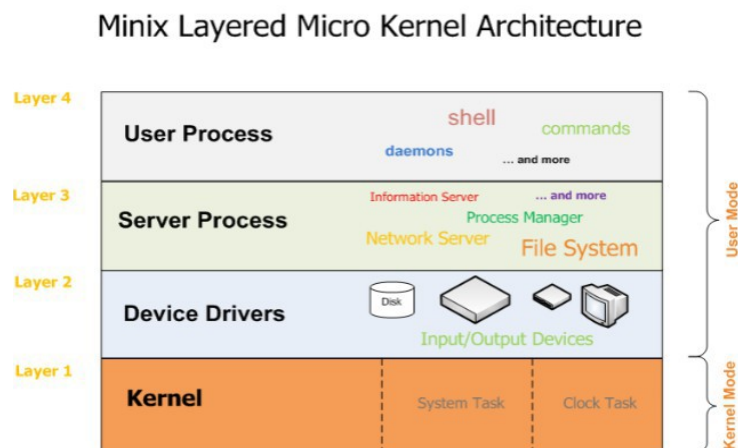 Minix Layered Micro Kernel Architecture
Layer 4
User Process
shell
commands
daemons
... and more
User Mode
Layer 3
Server Process
Information Server
... and more
Process Manager
Network Server
File System
Layer 2
Device Drivers
Disk
Input/Output Devices
Layer 1
Kernel
System Task
Clock Task
Kernel Mode